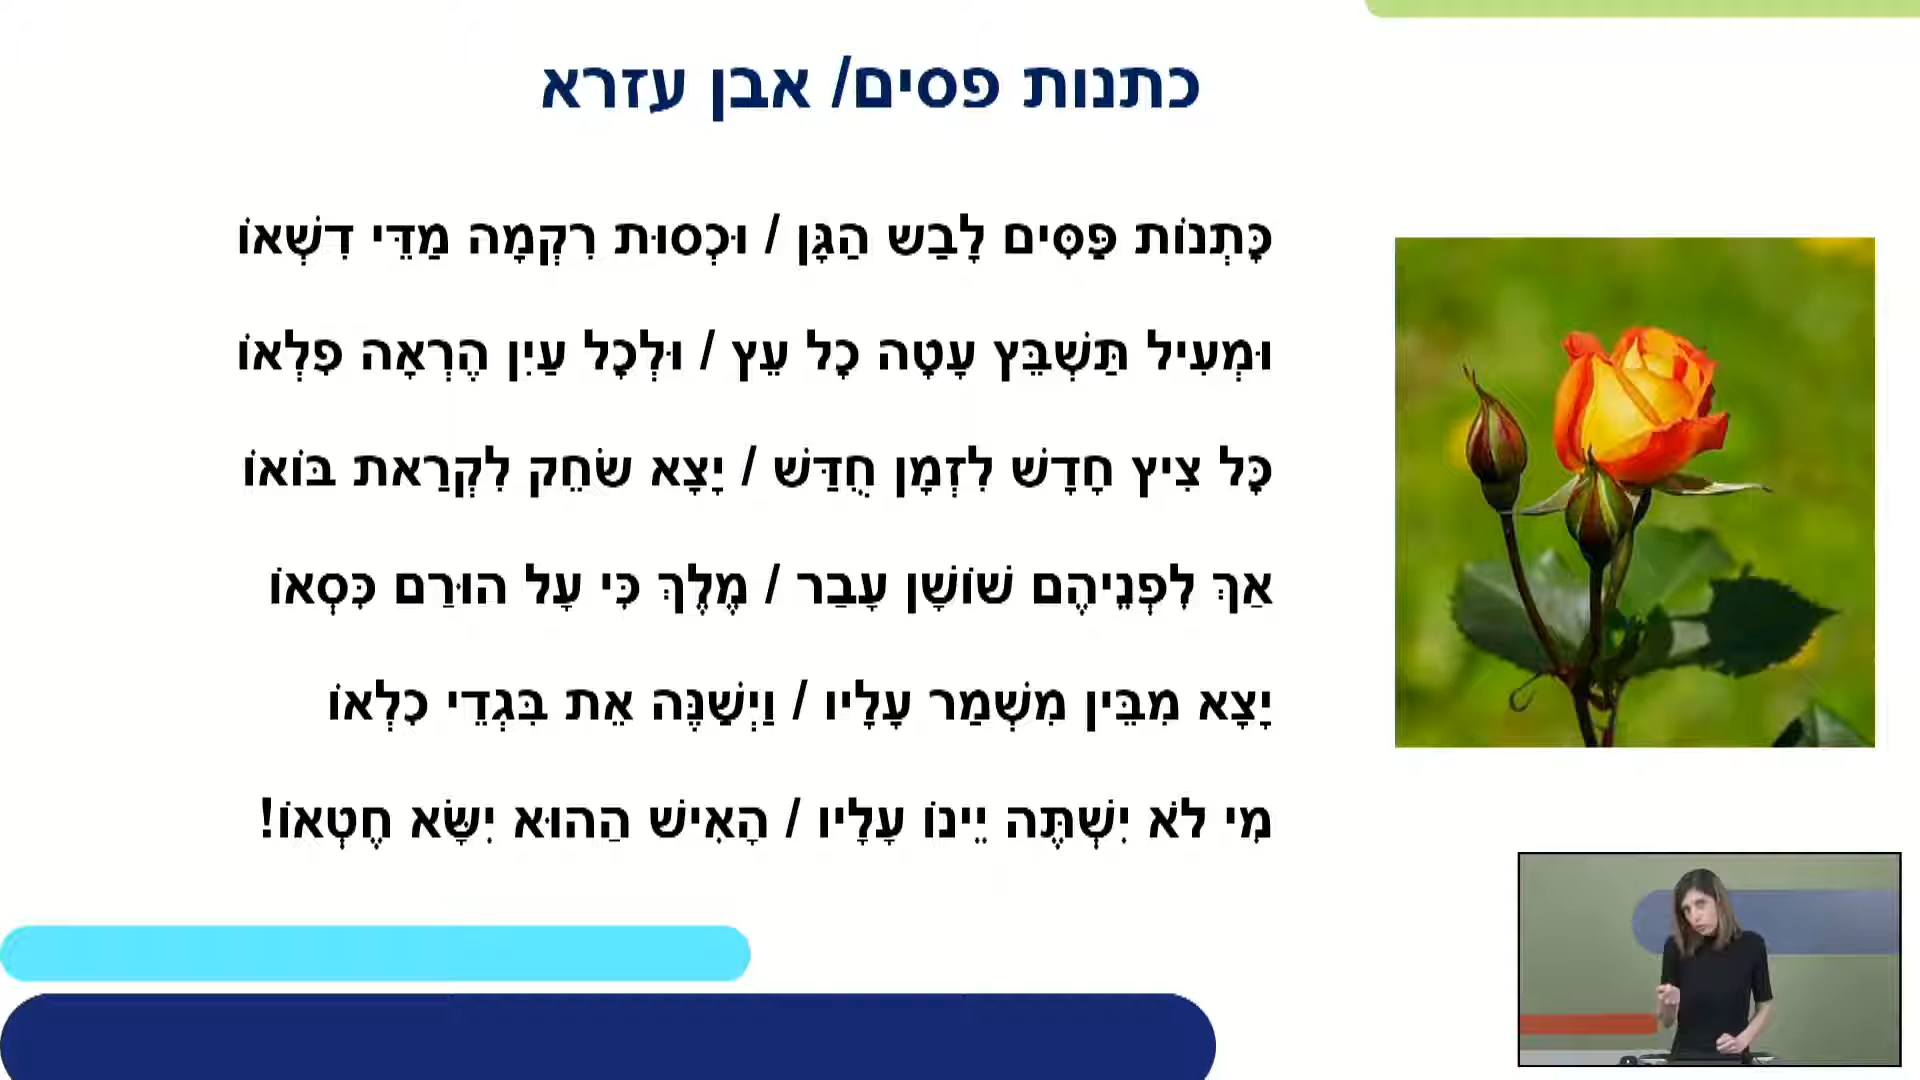 כתנות פסים/ אבן עזרא
כָּתְנוֹת פַּסִּים לָבַשׁ הַגָּן / וּכְסוּת רִקְמָה מַדֵּי דִשְׁאוֹ
וּמְעִיל תַּשְׁבֵּץ עָטָה כָל עֵץ / וּלְכָל עַיִן הֶרְאָה פִלְאוֹ
כָּל צִיץ חָדָשׁ לִזְמָן חֻדַּשׁ / יָצָא שֹׂחֵק לִקְרַאת בּוֹאוֹ
אַךְ לִפְנֵיהֶם שׁוֹשָׁן עָבַר / מֶלֶךְ כִּי עָל הוּרַם כִּסְאוֹ
יָצָא מִבֵּין מִשְׁמַר עָלָיו / וַיְשַׁנֶּה אֵת בִּגְדֵי כִלְאוֹ
מִי לֹא יִשְׁתֶּה יֵינוֹ עָלָיו / הָאִישׁ הַהוּא יִשָּׂא חֶטְאוֹ!